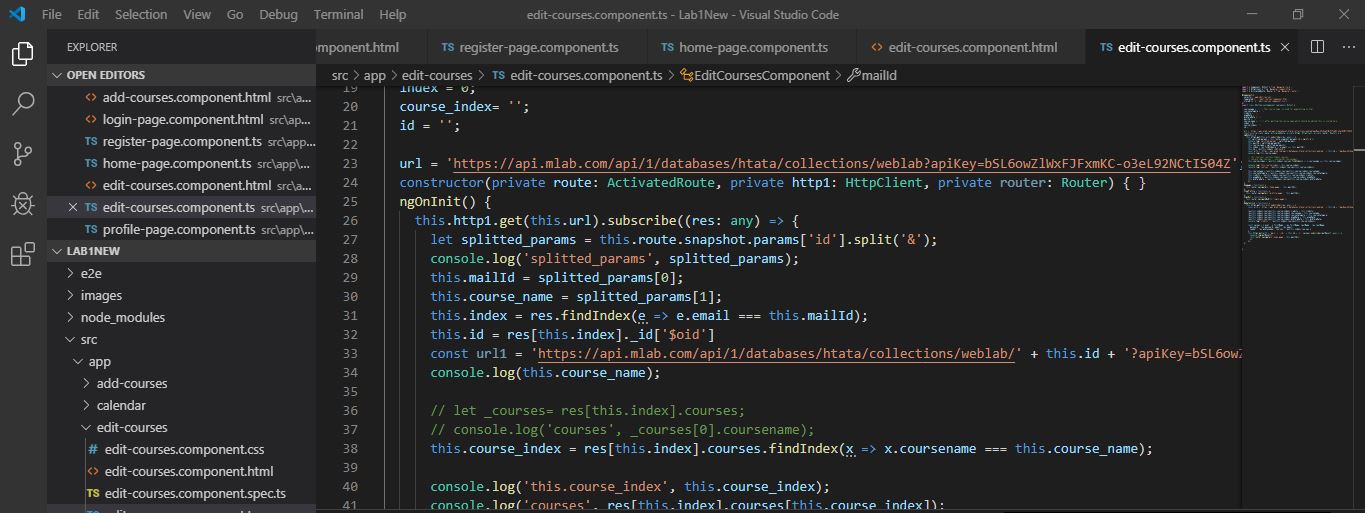 File Edit Selection View Go Debug Terminal Help edit-courses.component.ts - Lab1New - Visual Studio Code
EXPLORER
OPEN EDITORS
<> add-courses.component.html src\a...
<> login-page.component.html src\ap...
TS register-page.component.ts src\ap...
TS home-page.component.ts src\app\...
<> edit-courses.component.html src\a...
TS edit-courses.component.ts src\app\...
TS profile-page.component.ts src\app\...
LAB1NEW
> e2e
> images
> node_modules
src
app
> add-courses
> calendar
edit-courses
# edit-courses.component.css
<> edit-courses.component.html
TS edit-courses.component.spec.ts
mponent.html TS register-page.component.ts TS home-page.component.ts <> edit-courses.component.html TS edit-courses.component.ts
src > app > edit-courses > TS edit-courses.component.ts > EditCoursesComponent > mailId
19 index = 0;
20 course_index= '';
21 id = '';
22
23 url = 'https://api.mlab.com/api/1/databases/htata/collections/weblab?apiKey=bSL6owZlWxFJFxmKC-o3eL92NCtIS04Z';
24 constructor(private route: ActivatedRoute, private http1: HttpClient, private router: Router) { }
25 ngOnInit() {
26 this.http1.get(this.url).subscribe((res: any) => {
27 let splitted_params = this.route.snapshot.params['id'].split('&');
28 console.log('splitted_params', splitted_params);
29 this.mailId = splitted_params[0];
30 this.course_name = splitted_params[1];
31 this.index = res.findIndex(e => e.email === this.mailId);
32 this.id = res[this.index]._id['$oid']
33 const url1 = 'https://api.mlab.com/api/1/databases/htata/collections/weblab/' + this.id + '?apiKey=bSL6owZ
34 console.log(this.course_name);
35
36 // let _courses= res[this.index].courses;
37 // console.log('courses', _courses[0].coursename);
38 this.course_index = res[this.index].courses.findIndex(x => x.coursename === this.course_name);
39
40 console.log('this.course_index', this.course_index);
41 console.log('courses', res[this.index].courses[this.course_index]);